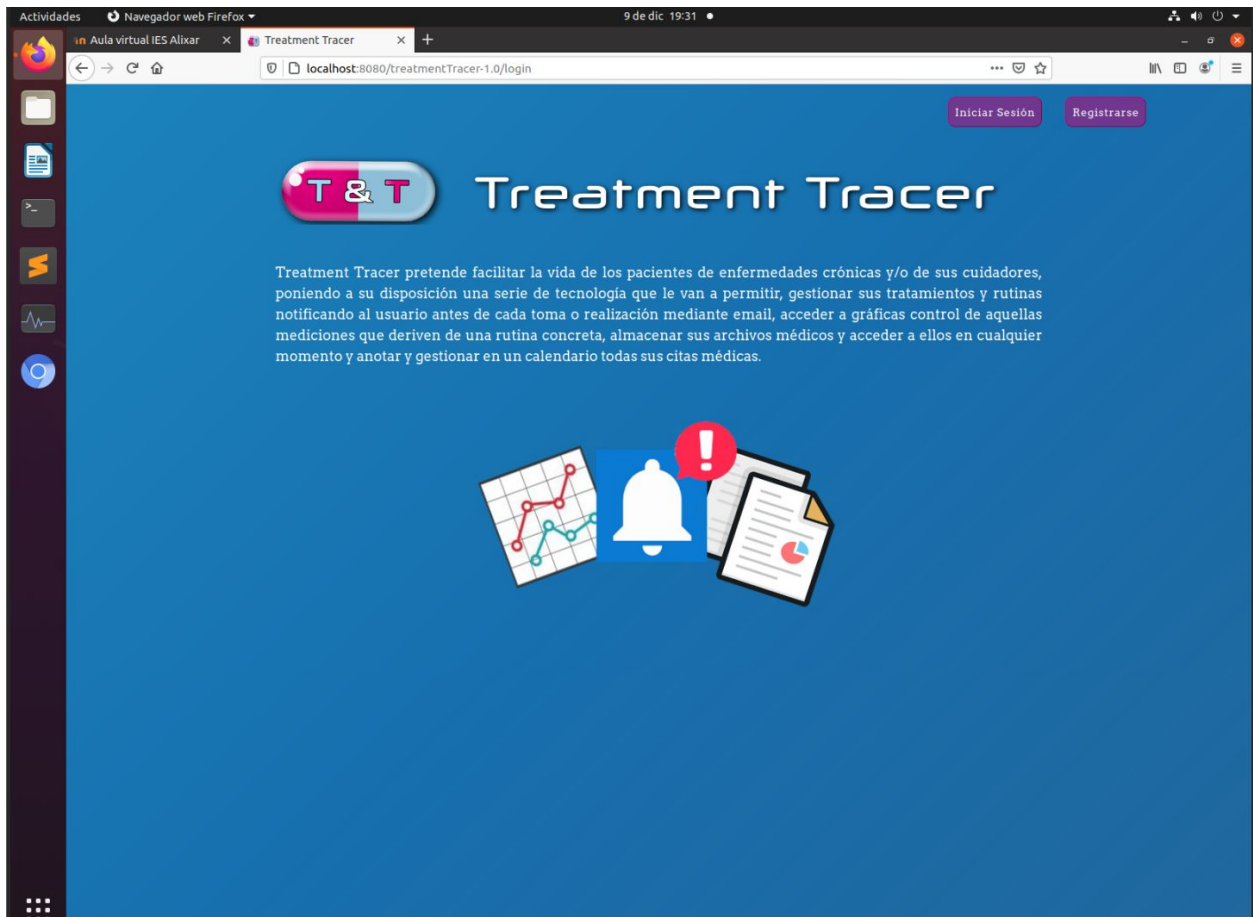 Actividades Navegador web Firefox 9 de dic 19:31
Aula virtual IES Alixar Treatment Tracer
localhost:8080/treatmentTracer-1.0/login
Iniciar Sesión Registrarse
T & T Treatment Tracer
Treatment Tracer pretende facilitar la vida de los pacientes de enfermedades crónicas y/o de sus cuidadores,
poniendo a su disposición una serie de tecnología que le van a permitir, gestionar sus tratamientos y rutinas
notificando al usuario antes de cada toma o realización mediante email, acceder a gráficas control de aquellas
mediciones que deriven de una rutina concreta, almacenar sus archivos médicos y acceder a ellos en cualquier
momento y anotar y gestionar en un calendario todas sus citas médicas.